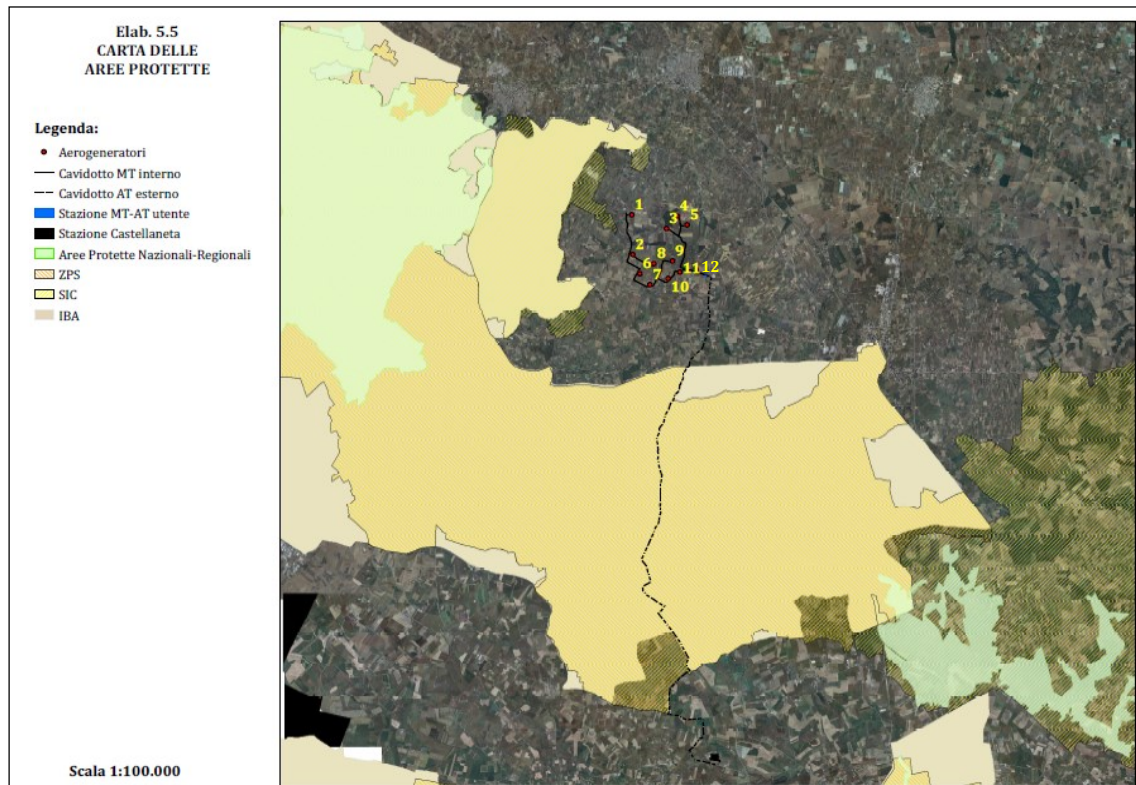 Elab. 5.5
CARTA DELLE
AREE PROTETTE
Legenda:
Aerogeneratori
Cavidotto MT interno
Cavidotto AT esterno
Stazione MT-AT utente
Stazione Castellaneta
Aree Protette Nazionali-Regionali
ZPS
SIC
IBA
Scala 1:100.000
1
4
5
3
2
8
9
6
11
12
7
10